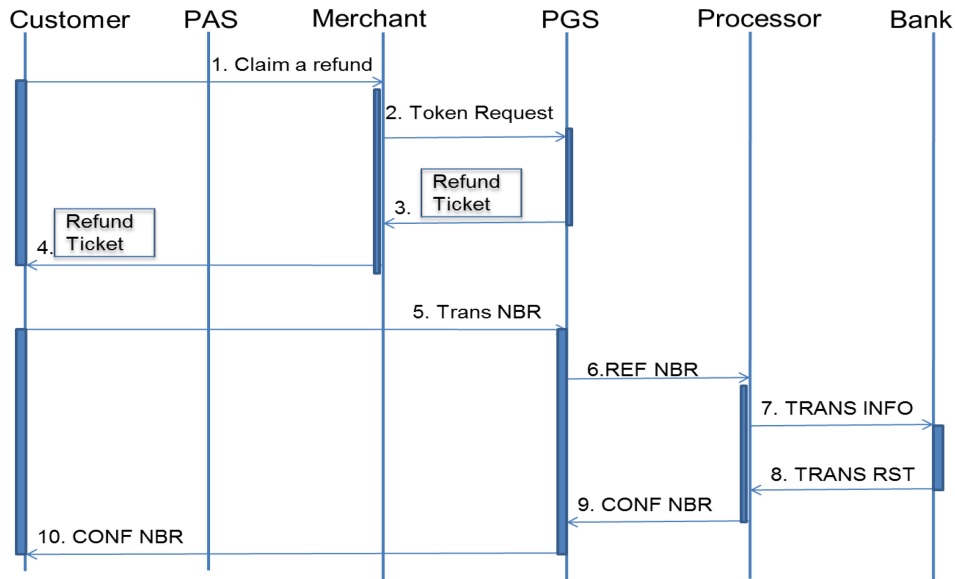 Customer PAS Merchant PGS Processor Bank
1. Claim a refund
2. Token Request
Refund
Ticket
3.
Refund
Ticket
4.
5. Trans NBR
6.REF NBR
7. TRANS INFO
8. TRANS RST
9. CONF NBR
10. CONF NBR